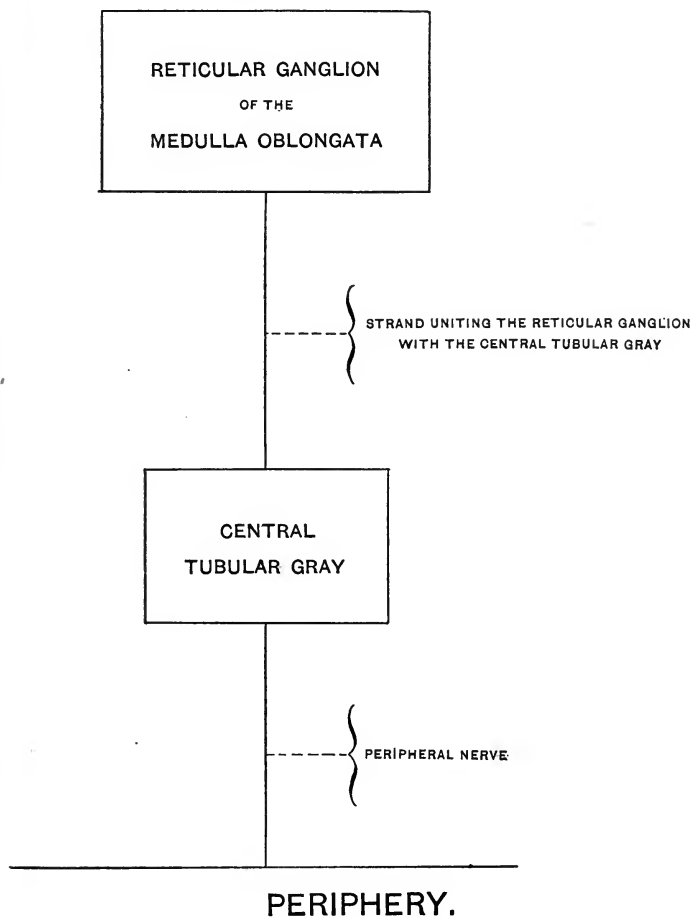 RETICULAR GANGLION
OF THE
MEDULLA OBLONGATA
STRAND UNITING THE RETICULAR GANGLION
WITH THE CENTRAL TUBULAR GRAY
CENTRAL
TUBULAR GRAY
PERIPHERAL NERVE
PERIPHERY.